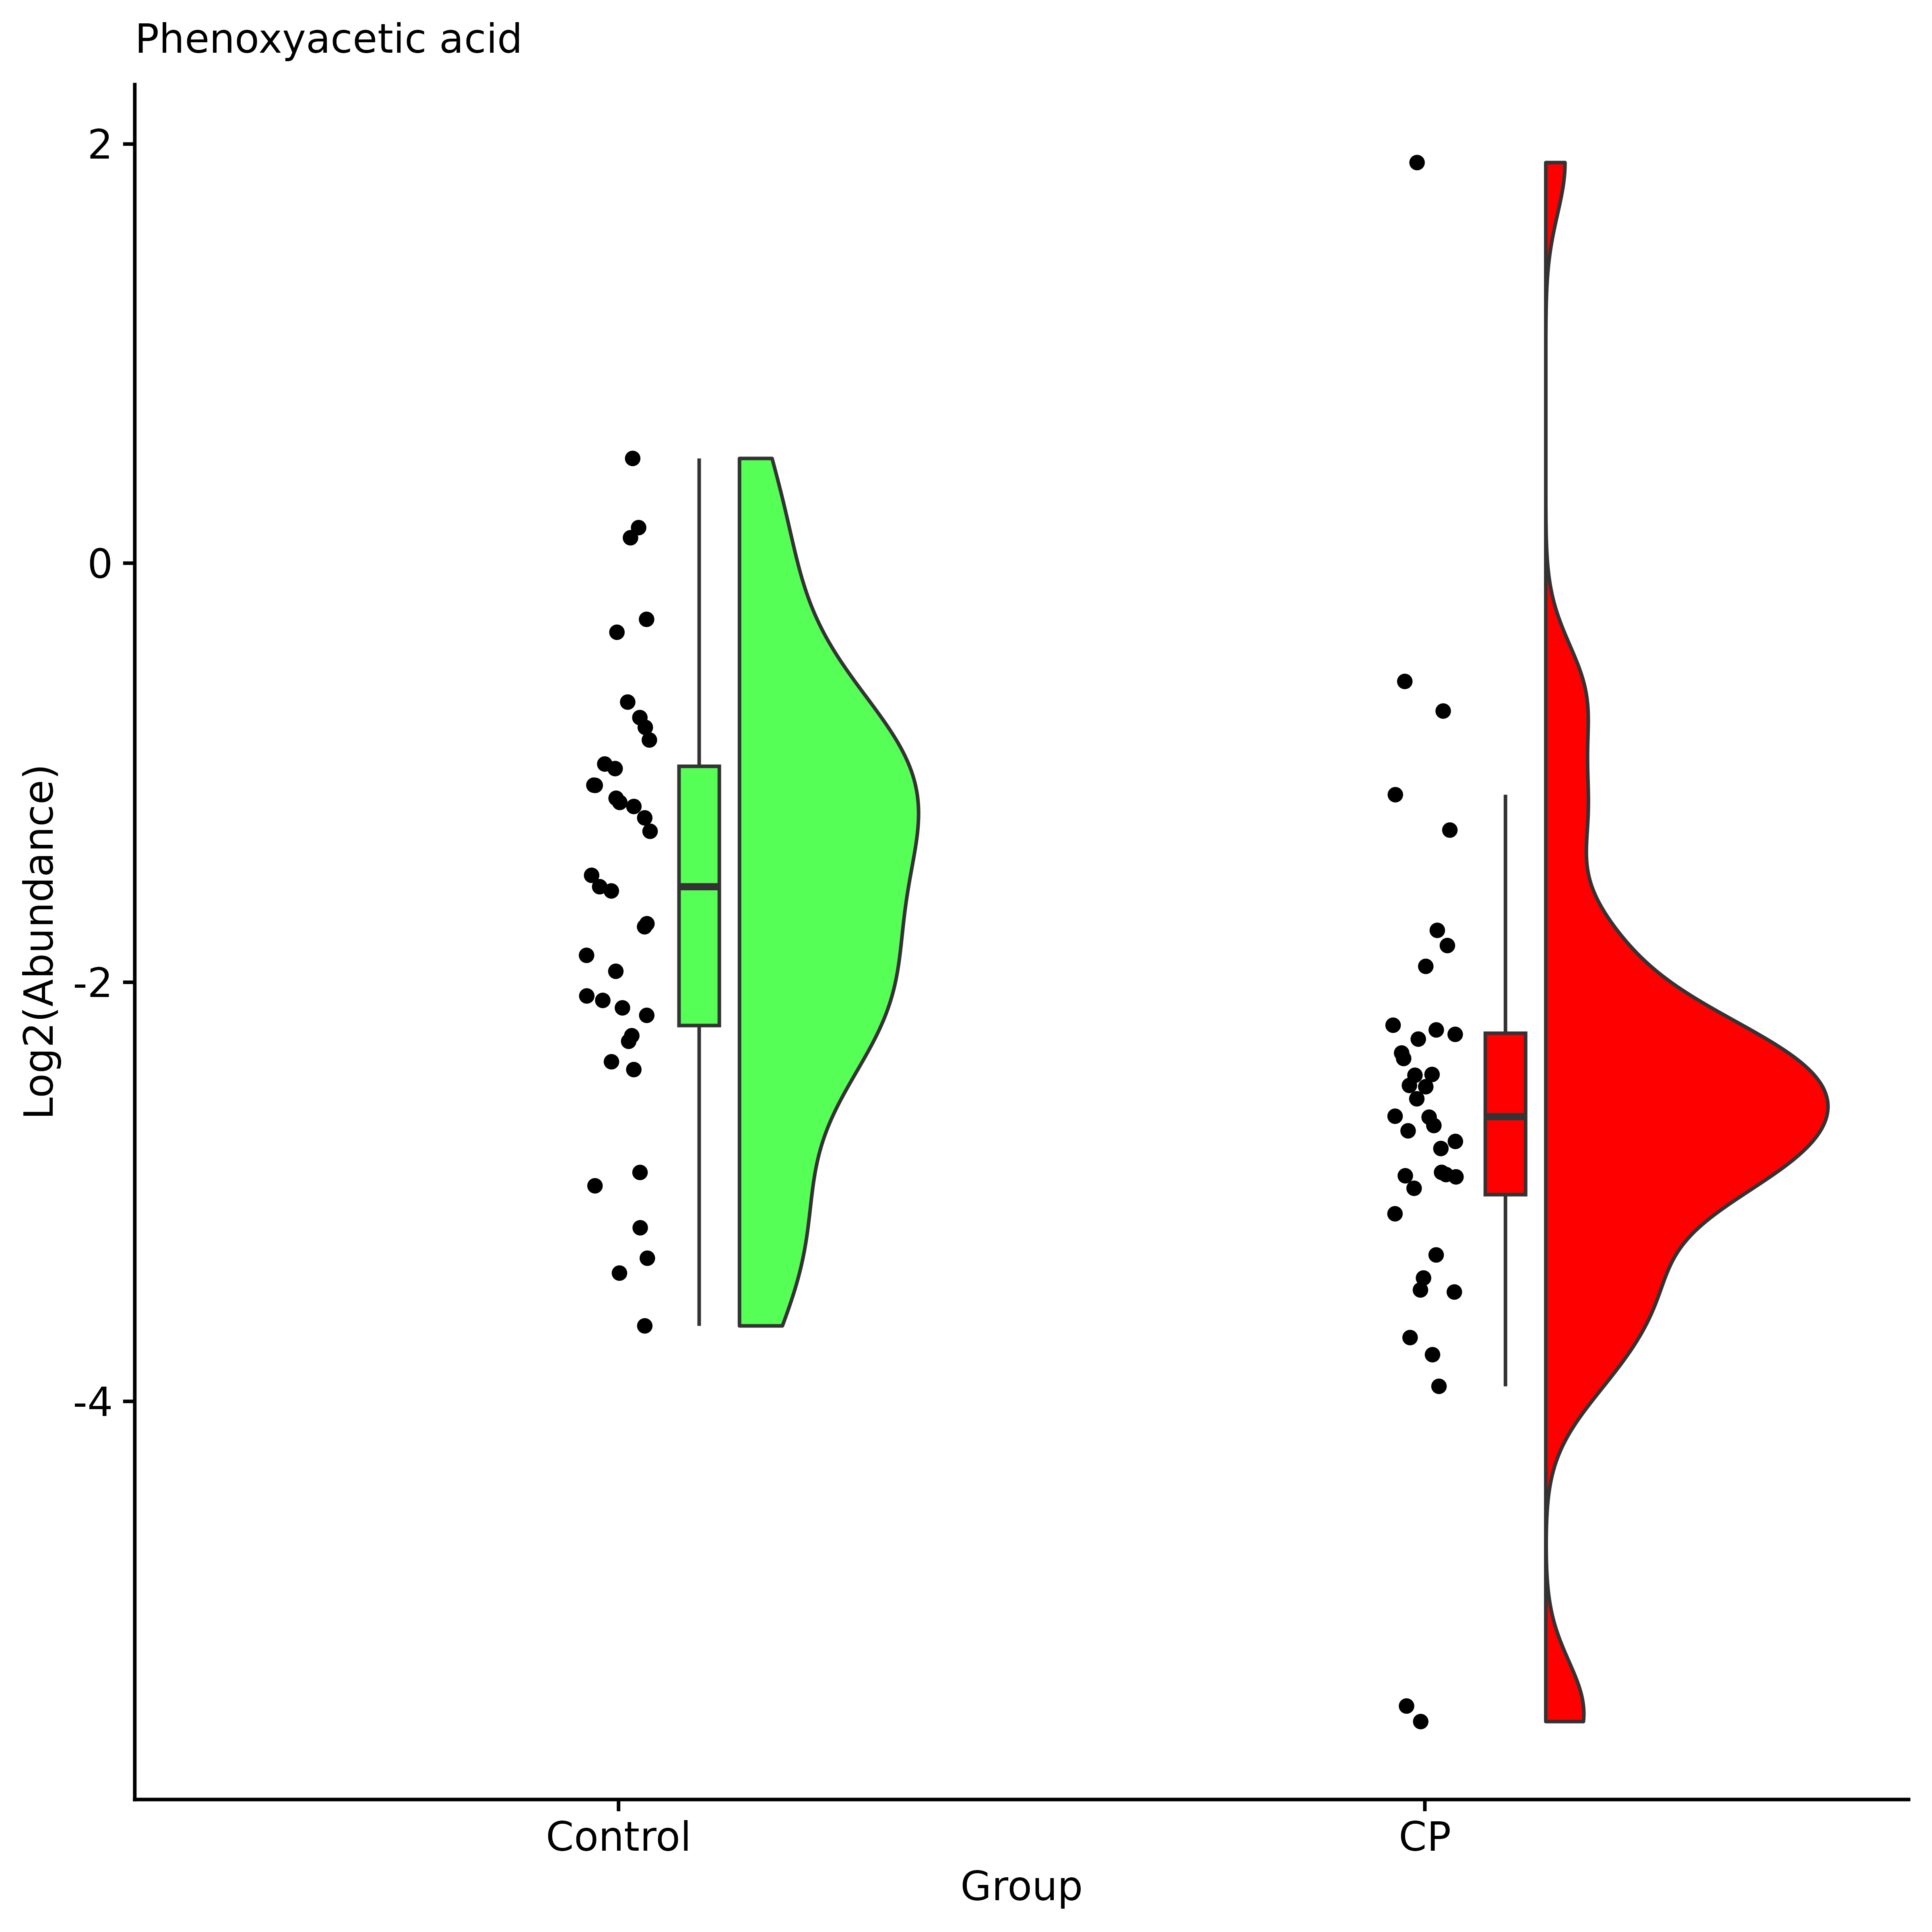 Phenoxyacetic acid
2
0
-2
-4
Log2(Abundance)
Control
CP
Group